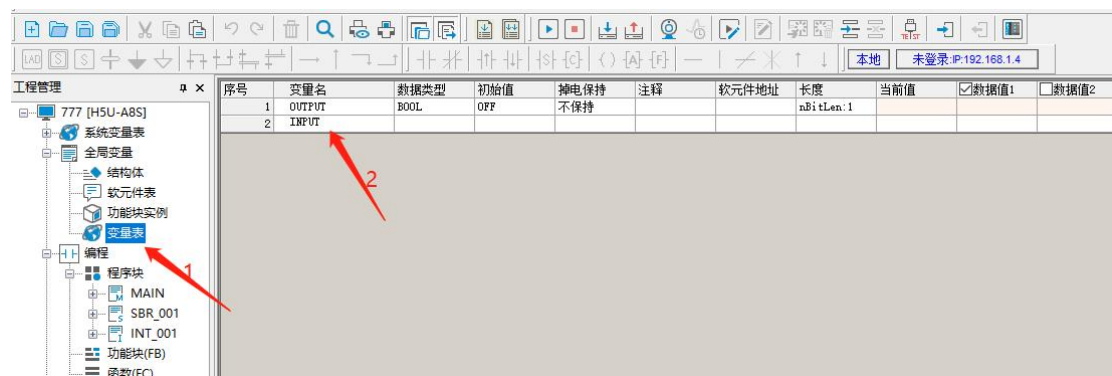 LAD S S {S} {C} ( ) {A} {F} TEST 本地 未登录:IP:192.168.1.4
工程管理
777 [H5U-A8S]
系统变量表
全局变量
结构体
软元件表
功能块实例
变量表
编程
程序块
MAIN
SBR_001
INT_001
功能块(FB)
函数(FC)
序号 变量名 数据类型 初始值 掉电保持 注释 软元件地址 长度 当前值 数据值1 数据值2
1 OUTPUT BOOL OFF 不保持 nBitLen:1
2 INPUT
1
2